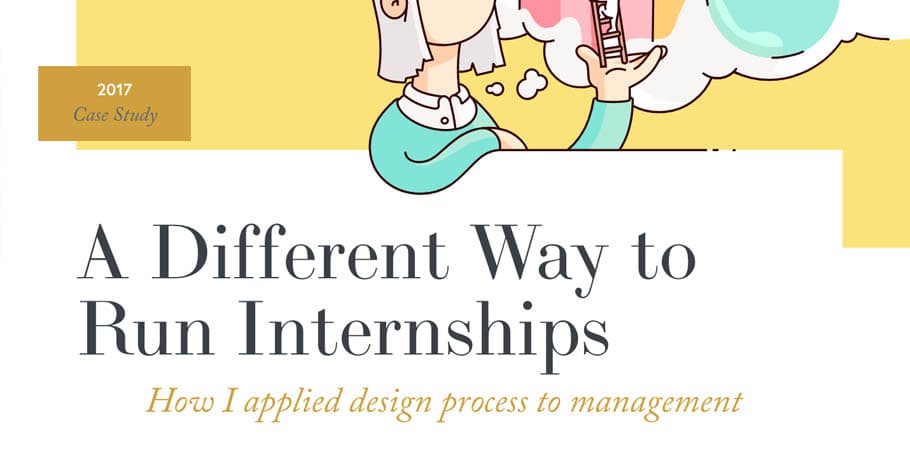 2017
Case Study
A Different Way to
Run Internships
How I applied design process to management